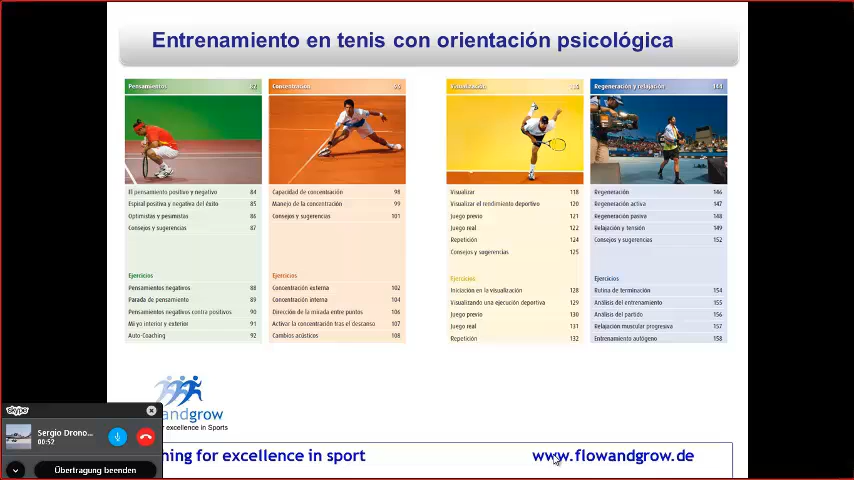 Entrenamiento en tenis con orientación psicológica
Pensamientos 82
El pensamiento positivo y negativo 84
Espiral positiva y negativa del éxito 85
Optimistas y pesimistas 86
Consejos y sugerencias 87
Ejercicios
Pensamientos negativos 88
Parada de pensamiento 89
Pensamientos negativos contra positivos 90
Mi yo interior y exterior 91
Auto-Coaching 92
Concentración
Capacidad de concentración 98
Manejo de la concentración 99
Consejos y sugerencias 101
Ejercicios
Concentración externa 102
Concentración interna 104
Dirección de la mirada entre puntos 106
Activar la concentración tras el descanso 107
Cambios acústicos 108
Visualización
Visualizar 118
Visualizar el rendimiento deportivo 120
Juego previo 121
Juego real 122
Repetición 124
Consejos y sugerencias 125
Ejercicios
Iniciación en la visualización 128
Visualizando una ejecución deportiva 129
Juego previo 130
Juego real 131
Repetición 132
Regeneración y relajación 144
Regeneración 146
Regeneración activa 147
Regeneración pasiva 148
Relajación y tensión 149
Consejos y sugerencias 152
Ejercicios
Rutina de terminación 154
Análisis del entrenamiento 155
Análisis del partido 156
Relajación muscular progresiva 157
Entrenamiento autógeno 158
andgrow
r excellence in Sports
hing for excellence in sport
www.flowandgrow.de
skype
Sergio Drono...
00:52
Übertragung beenden